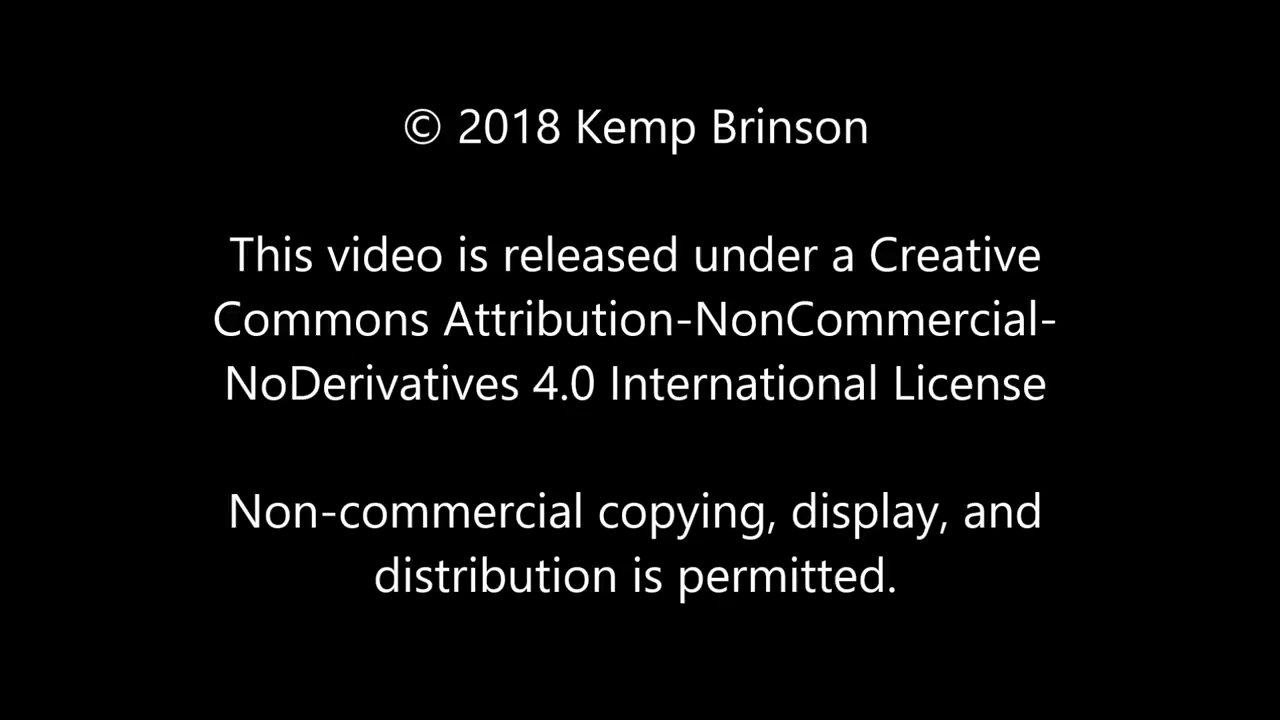 © 2018 Kemp Brinson
This video is released under a Creative
Commons Attribution-NonCommercial-
NoDerivatives 4.0 International License
Non-commercial copying, display, and
distribution is permitted.